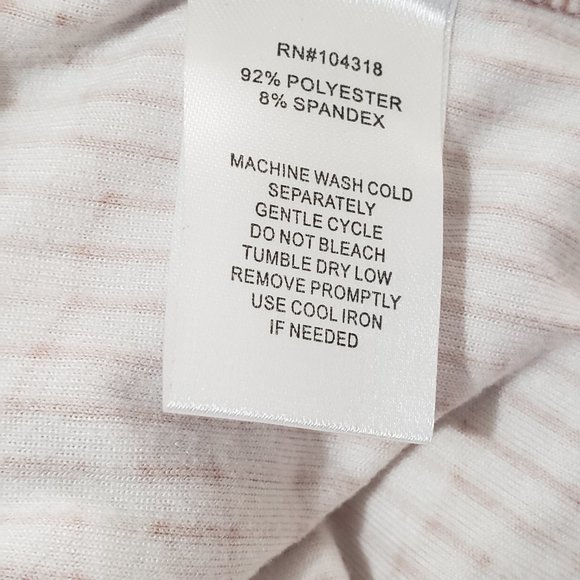 RN#104318
92% POLYESTER
8% SPANDEX
MACHINE WASH COLD
SEPARATELY
GENTLE CYCLE
DO NOT BLEACH
TUMBLE DRY LOW
REMOVE PROMPTLY
USE COOL IRON
IF NEEDED